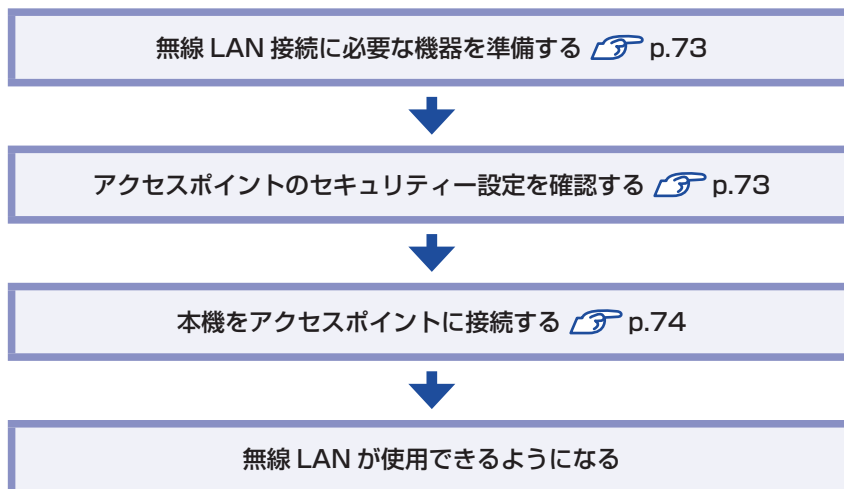 無線 LAN 接続に必要な機器を準備する p.73
アクセスポイントのセキュリティー設定を確認する p.73
本機をアクセスポイントに接続する p.74
無線 LAN が使用できるようになる